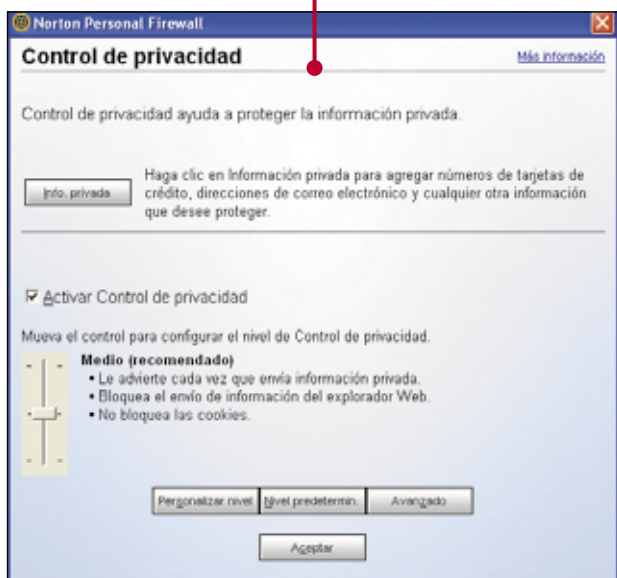 Norton Personal Firewall
Control de privacidad
Más información
Control de privacidad ayuda a proteger la información privada.
Info. privada
Haga clic en Información privada para agregar números de tarjetas de
crédito, direcciones de correo electrónico y cualquier otra información
que desee proteger.
Activar Control de privacidad
Mueva el control para configurar el nivel de Control de privacidad.
Medio (recomendado)
• Le advierte cada vez que envía información privada.
• Bloquea el envío de información del explorador Web.
• No bloquea las cookies.
Personalizar nivel
Nivel predetermin.
Avanzado
Aceptar